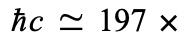 ℏc ≃ 197 ×